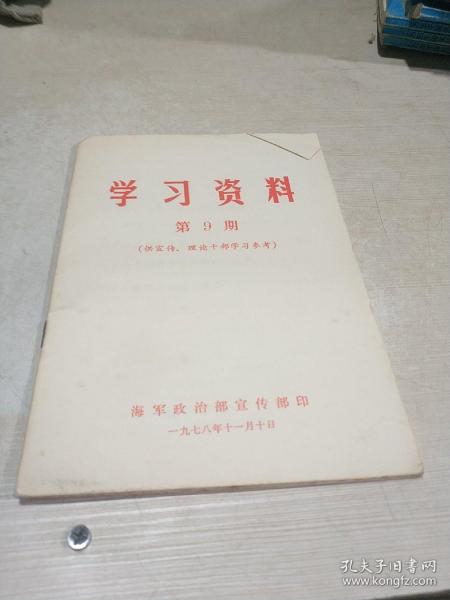 学习资料
第9期
(供宣传、理论干部学习参考)
海军政治部宣传部印
一九七八年十一月十日
孔夫子旧书网
www.kongfz.com